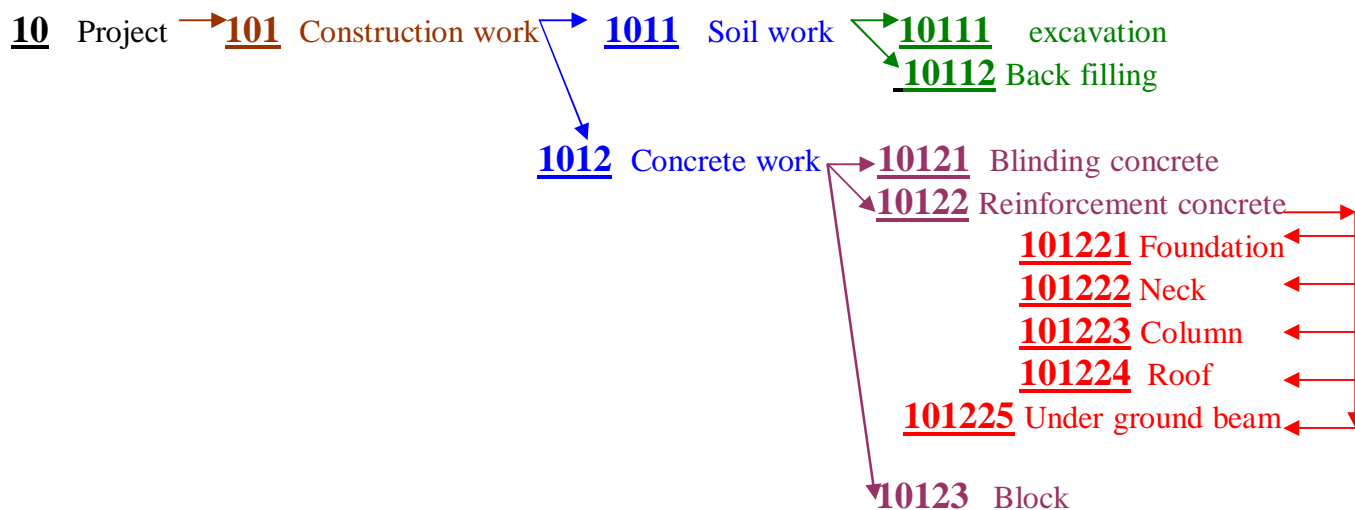 10 Project 101 Construction work 1011 Soil work 10111 excavation
10112 Back filling
1012 Concrete work 10121 Blinding concrete
10122 Reinforcement concrete
101221 Foundation
101222 Neck
101223 Column
101224 Roof
101225 Under ground beam
10123 Block